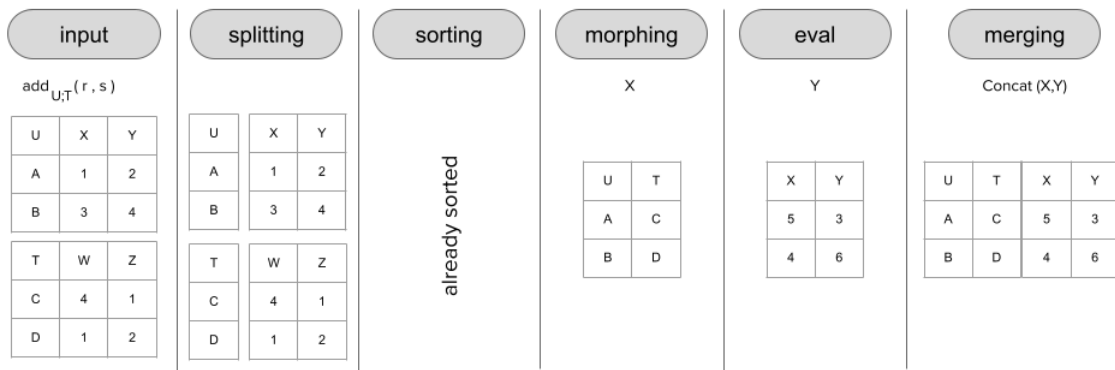 input
splitting
sorting
morphing
eval
merging
add U;T ( r , s )
X
Y
Concat (X,Y)
U X Y
A 1 2
B 3 4
T W Z
C 4 1
D 1 2
U X Y
A 1 2
B 3 4
T W Z
C 4 1
D 1 2
already sorted
U T
A C
B D
X Y
5 3
4 6
U T X Y
A C 5 3
B D 4 6